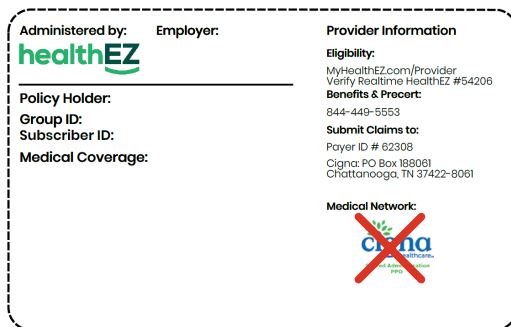 Administered by:
Employer:
healthEZ
Policy Holder:
Group ID:
Subscriber ID:
Medical Coverage:
Provider Information
Eligibility:
MyHealthEZ.com/Provider
Verify Realtime HealthEZ #54206
Benefits & Precert:
844-449-5553
Submit Claims to:
Payer ID # 62308
Cigna: PO Box 188061
Chattanooga, TN 37422-8061
Medical Network:
cigna
healthcare
PPO